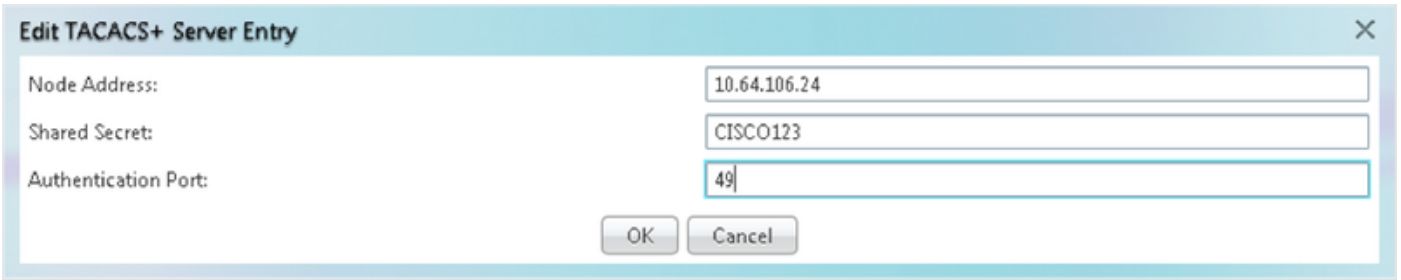 Edit TACACS+ Server Entry
Node Address: 10.64.106.24
Shared Secret: CISCO123
Authentication Port: 49
OK Cancel